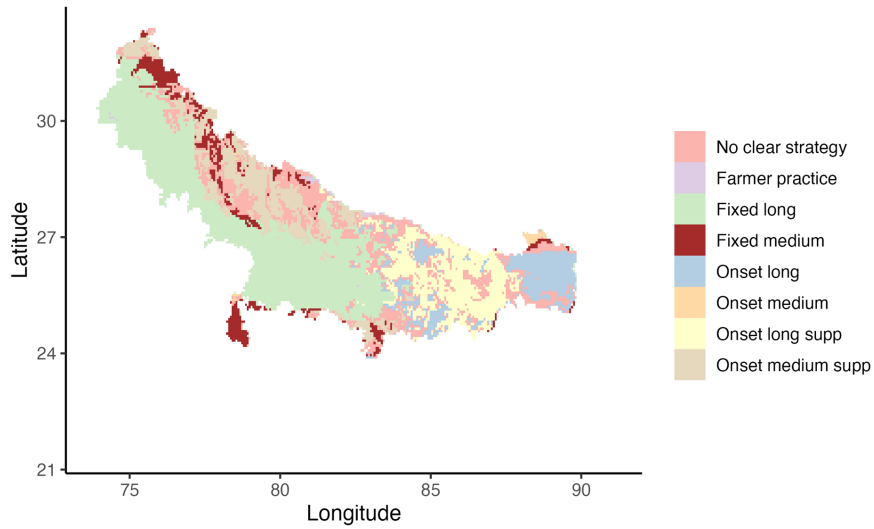 30
27
24
21
75
80
85
90
Latitude
Longitude
No clear strategy
Farmer practice
Fixed long
Fixed medium
Onset long
Onset medium
Onset long supp
Onset medium supp